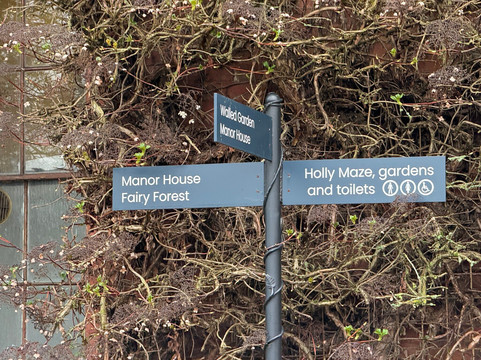 Walled Garden
Manor House
Manor House
Fairy Forest
Holly Maze, gardens
and toilets